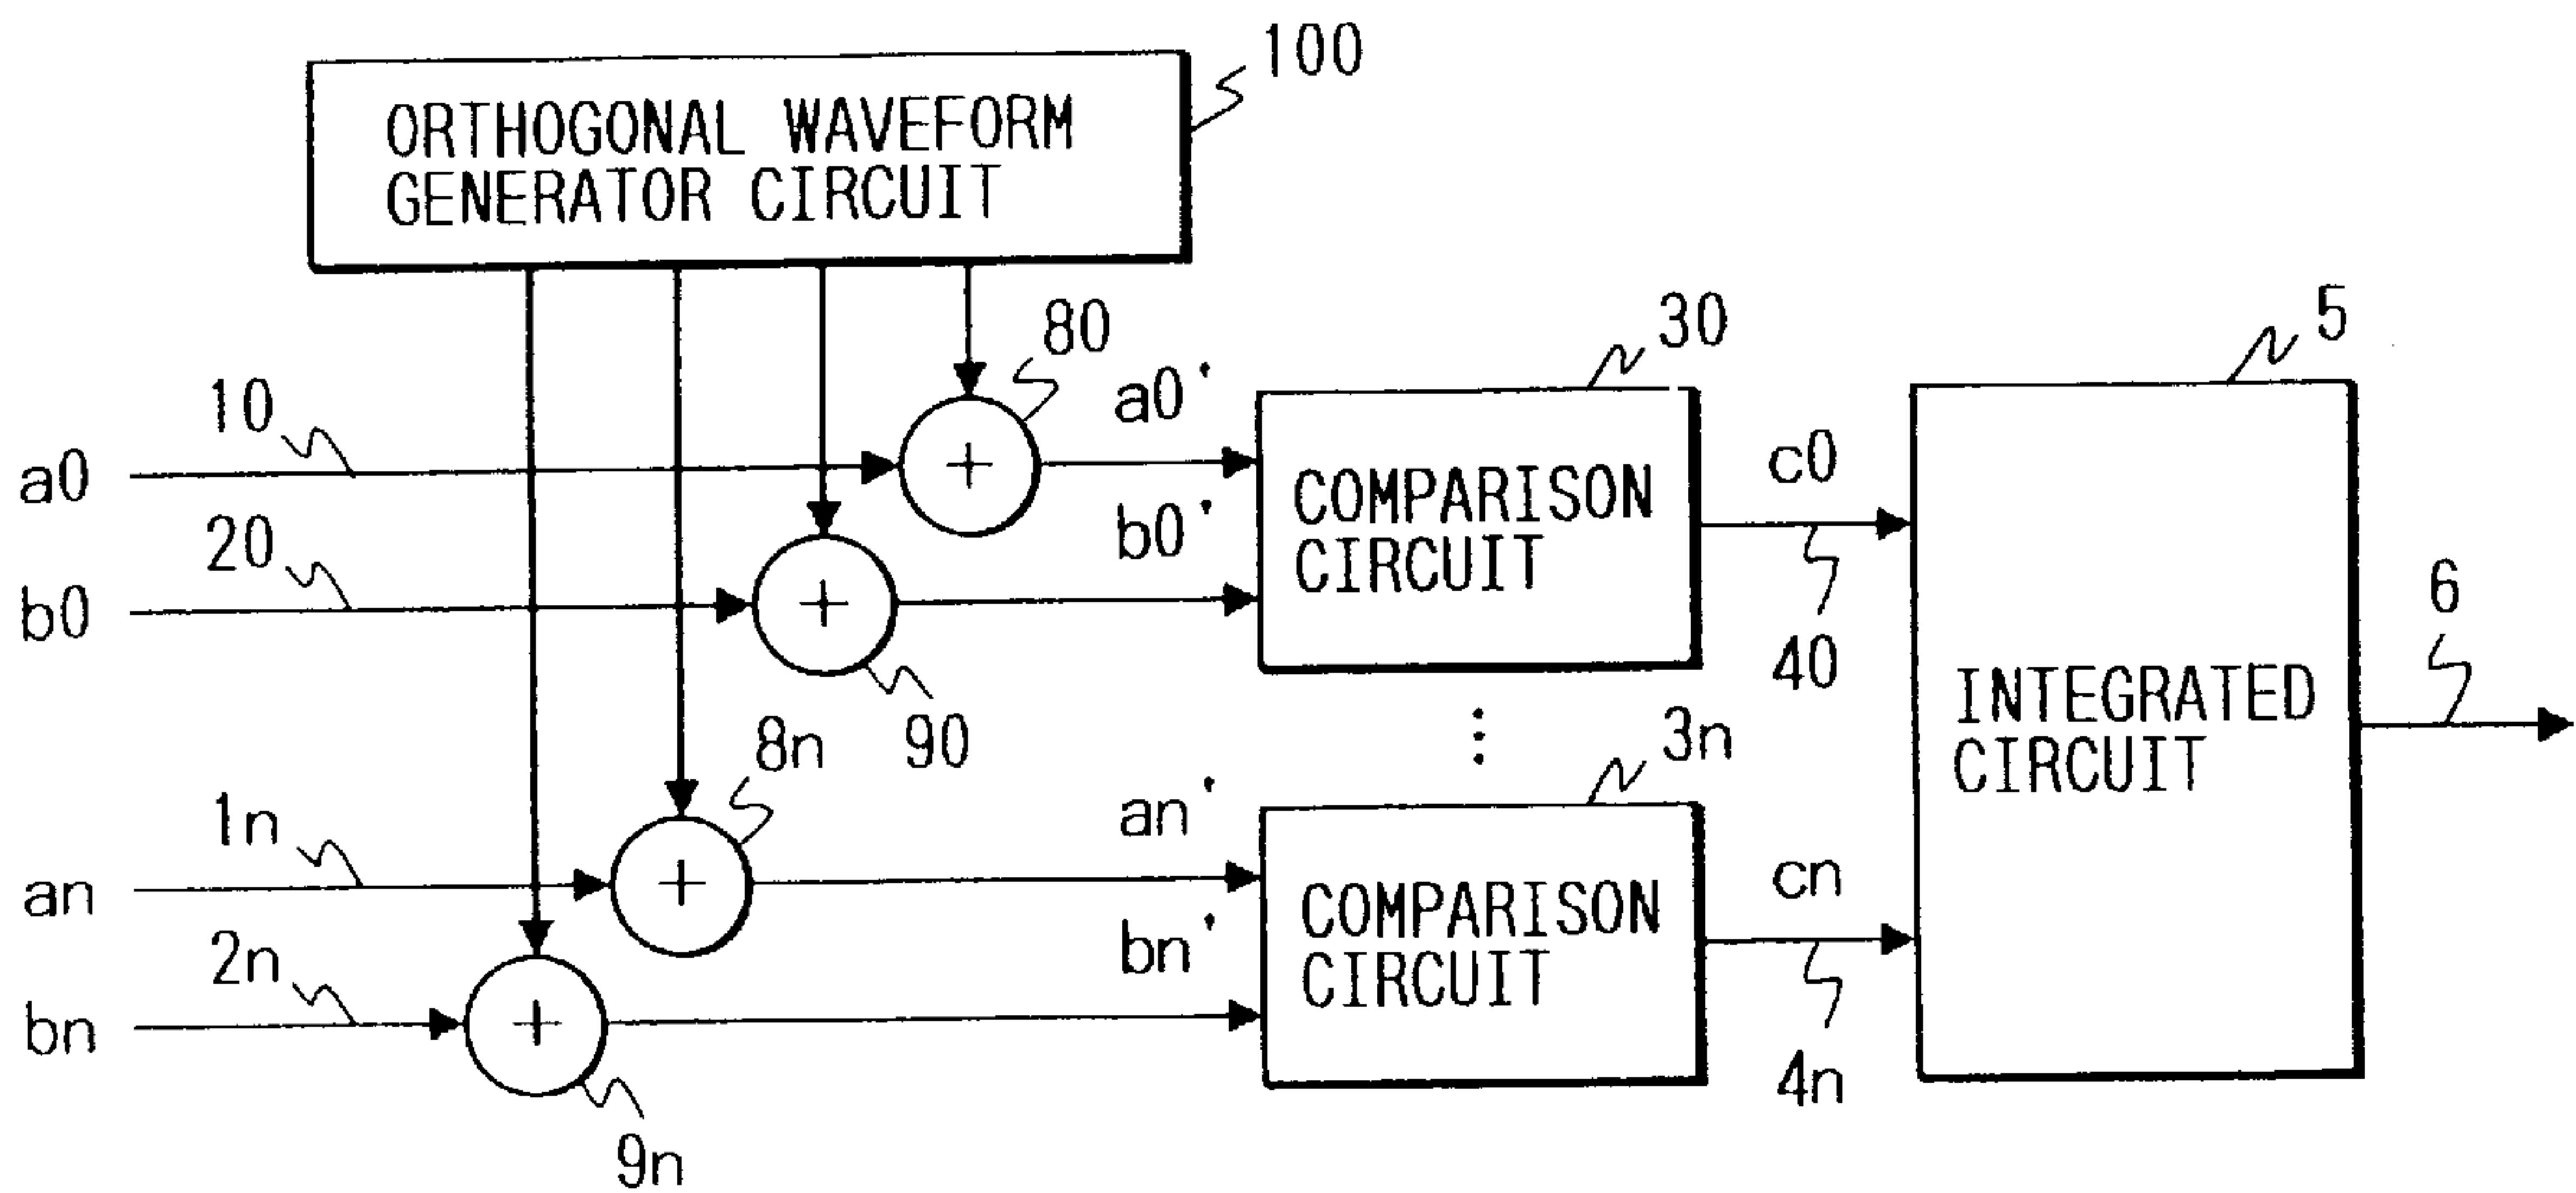 100
ORTHOGONAL WAVEFORM
GENERATOR CIRCUIT
80
30
5
10
a0'
a0
+
COMPARISON
CIRCUIT
c0
20
b0'
b0
+
40
6
90
8n
3n
INTEGRATED
CIRCUIT
1n
an'
an
+
COMPARISON
CIRCUIT
cn
2n
bn'
bn
+
4n
9n